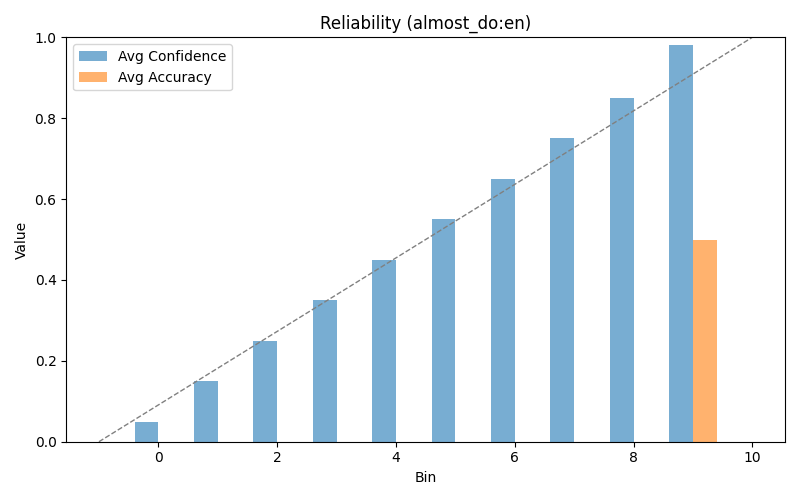 Reliability (almost_do:en)
Avg Confidence
Avg Accuracy
Value
1.0
0.8
0.6
0.4
0.2
0.0
0 2 4 6 8 10
Bin